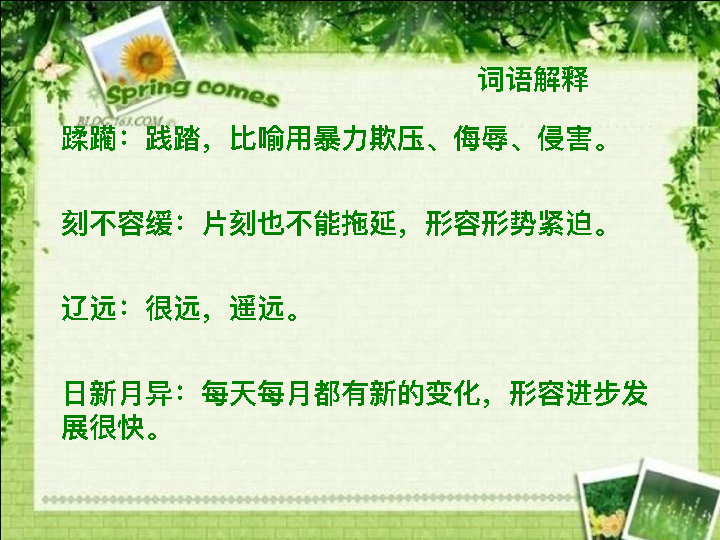 词语解释
Spring comes
BLOG.163.COM
蹂躏：践踏，比喻用暴力欺压、侮辱、侵害。
刻不容缓：片刻也不能拖延，形容形势紧迫。
辽远：很远，遥远。
日新月异：每天每月都有新的变化，形容进步发
展很快。